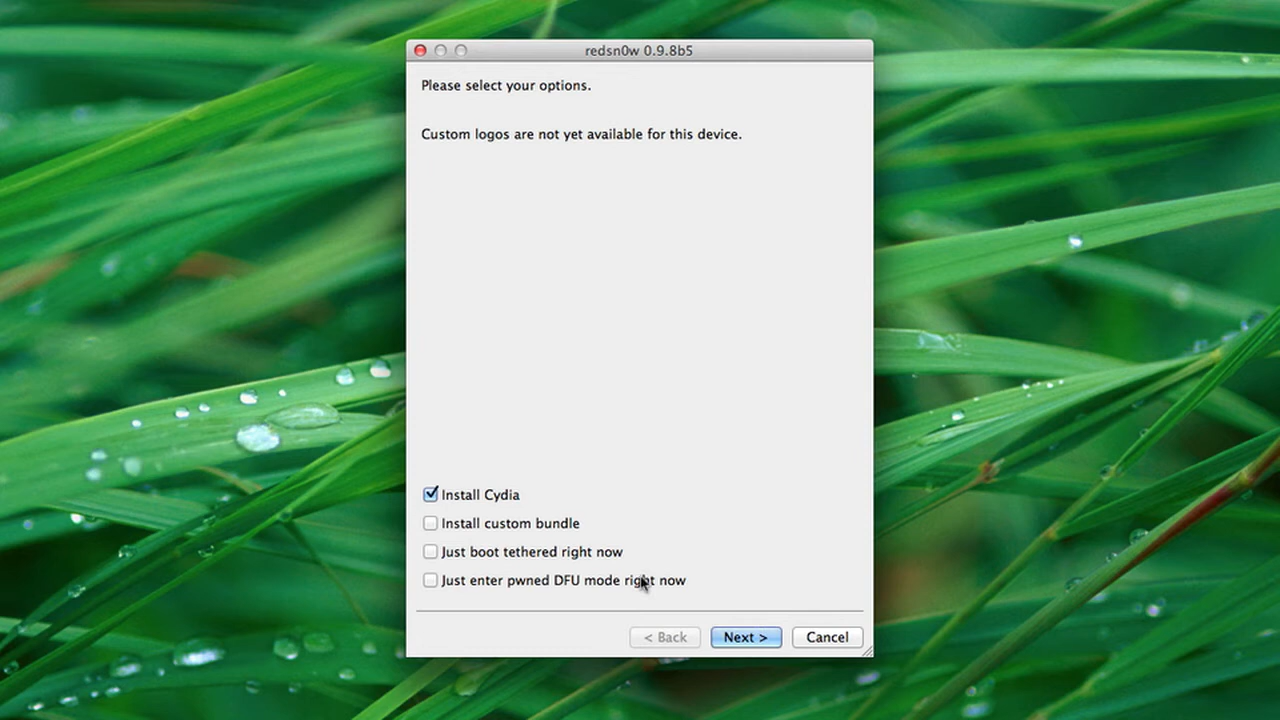 redsn0w 0.9.8b5
Please select your options.
Custom logos are not yet available for this device.
Install Cydia
Install custom bundle
Just boot tethered right now
Just enter pwned DFU mode right now
< Back Next > Cancel